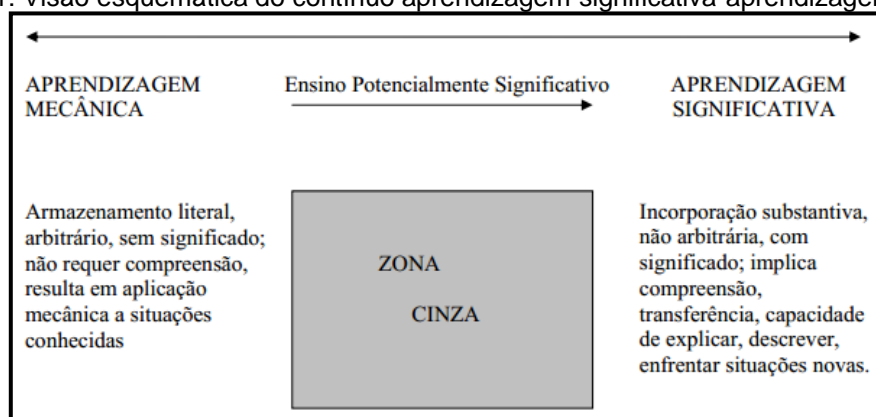 Visão esquemática do contínuo aprendizagem significativa-aprendizagem
APRENDIZAGEM
MECÂNICA
Ensino Potencialmente Significativo
APRENDIZAGEM
SIGNIFICATIVA
Armazenamento literal,
arbitrário, sem significado;
não requer compreensão,
resulta em aplicação
mecânica a situações
conhecidas
ZONA
CINZA
Incorporação substantiva,
não arbitrária, com
significado; implica
compreensão,
transferência, capacidade
de explicar, descrever,
enfrentar situações novas.